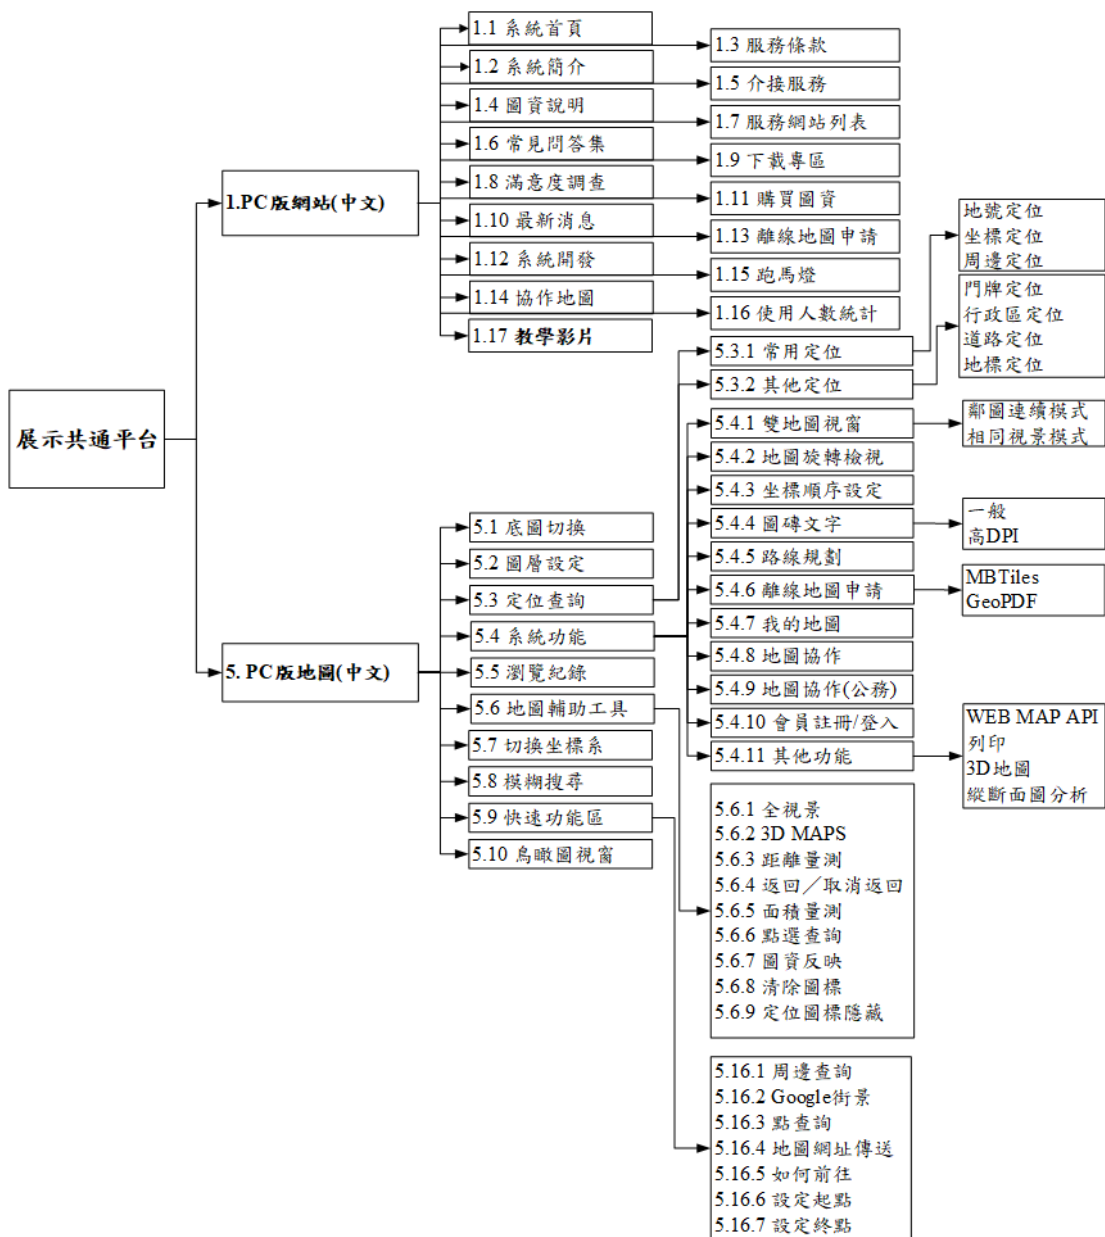 展示共通平台
1.PC版網站(中文)
1.1 系統首頁
1.2 系統簡介
1.3 服務條款
1.4 圖資說明
1.5 介接服務
1.6 常見問答集
1.7 服務網站列表
1.8 滿意度調查
1.9 下載專區
1.10 最新消息
1.11 購買圖資
1.12 系統開發
1.13 離線地圖申請
1.14 協作地圖
1.15 跑馬燈
1.16 使用人數統計
1.17 教學影片
5. PC版地圖(中文)
5.1 底圖切換
5.2 圖層設定
5.3 定位查詢
5.4 系統功能
5.5 瀏覽紀錄
5.6 地圖輔助工具
5.7 切換坐標系
5.8 模糊搜尋
5.9 快速功能區
5.10 鳥瞰圖視窗
5.3.1 常用定位
地號定位
坐標定位
周邊定位
5.3.2 其他定位
門牌定位
行政區定位
道路定位
地標定位
5.4.1 雙地圖視窗
鄰圖連續模式
相同視景模式
5.4.2 地圖旋轉檢視
5.4.3 坐標順序設定
5.4.4 圖磚文字
一般
高DPI
5.4.5 路線規劃
5.4.6 離線地圖申請
MBTiles
GeoPDF
5.4.7 我的地圖
5.4.8 地圖協作
5.4.9 地圖協作(公務)
5.4.10 會員註冊/登入
5.4.11 其他功能
WEB MAP API
列印
3D地圖
縱斷面圖分析
5.6.1 全視景
5.6.2 3D MAPS
5.6.3 距離量測
5.6.4 返回／取消返回
5.6.5 面積量測
5.6.6 點選查詢
5.6.7 圖資反映
5.6.8 清除圖標
5.6.9 定位圖標隱藏
5.16.1 周邊查詢
5.16.2 Google街景
5.16.3 點查詢
5.16.4 地圖網址傳送
5.16.5 如何前往
5.16.6 設定起點
5.16.7 設定終點